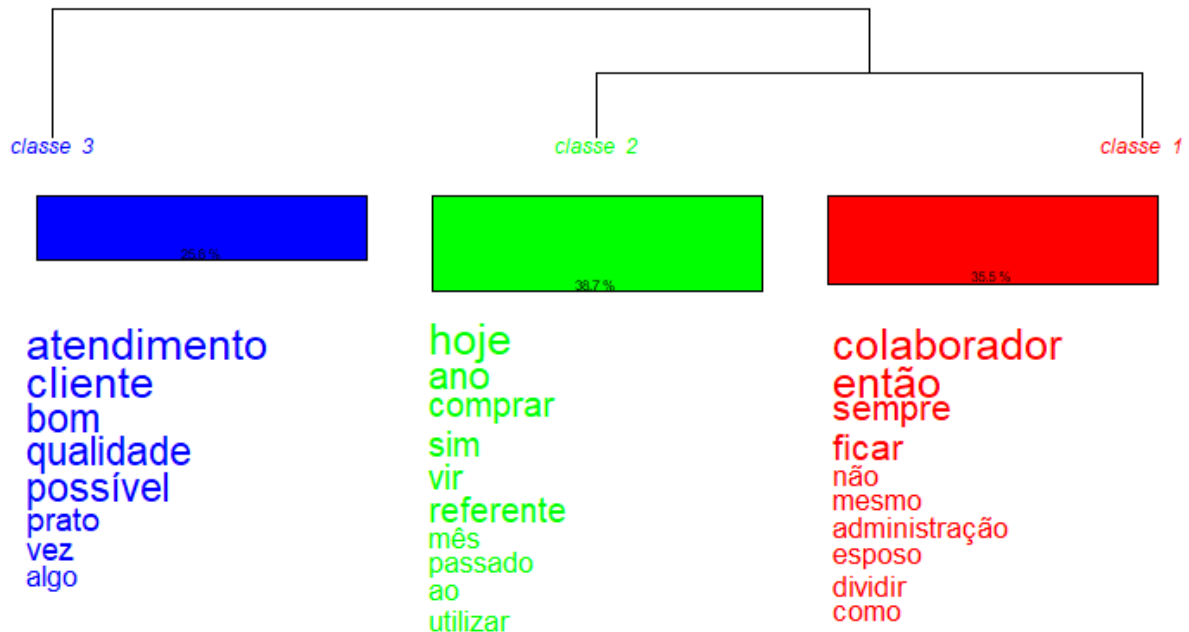 classe 3
classe 2
classe 1
25.8 %
38.7 %
35.5 %
atendimento
cliente
bom
qualidade
possível
prato
vez
algo
hoje
ano
comprar
sim
vir
referente
mês
passado
ao
utilizar
colaborador
então
sempre
ficar
não
mesmo
administração
esposo
dividir
como